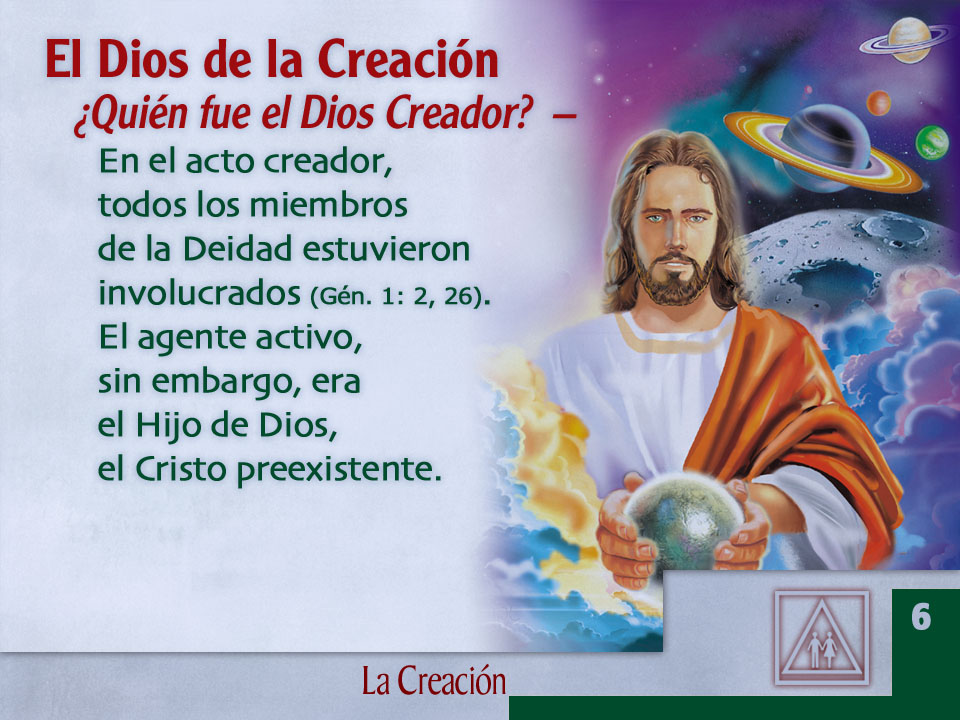 El Dios de la Creación
¿Quién fue el Dios Creador? –
En el acto creador,
todos los miembros
de la Deidad estuvieron
involucrados (Gén. 1: 2, 26).
El agente activo,
sin embargo, era
el Hijo de Dios,
el Cristo preexistente.
6
La Creación